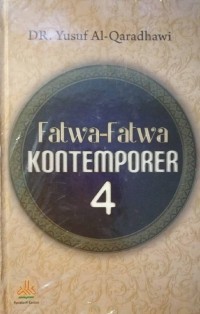 DR. Yusuf Al-Qaradhawi
Fatwa-Fatwa
KONTEMPORER
4